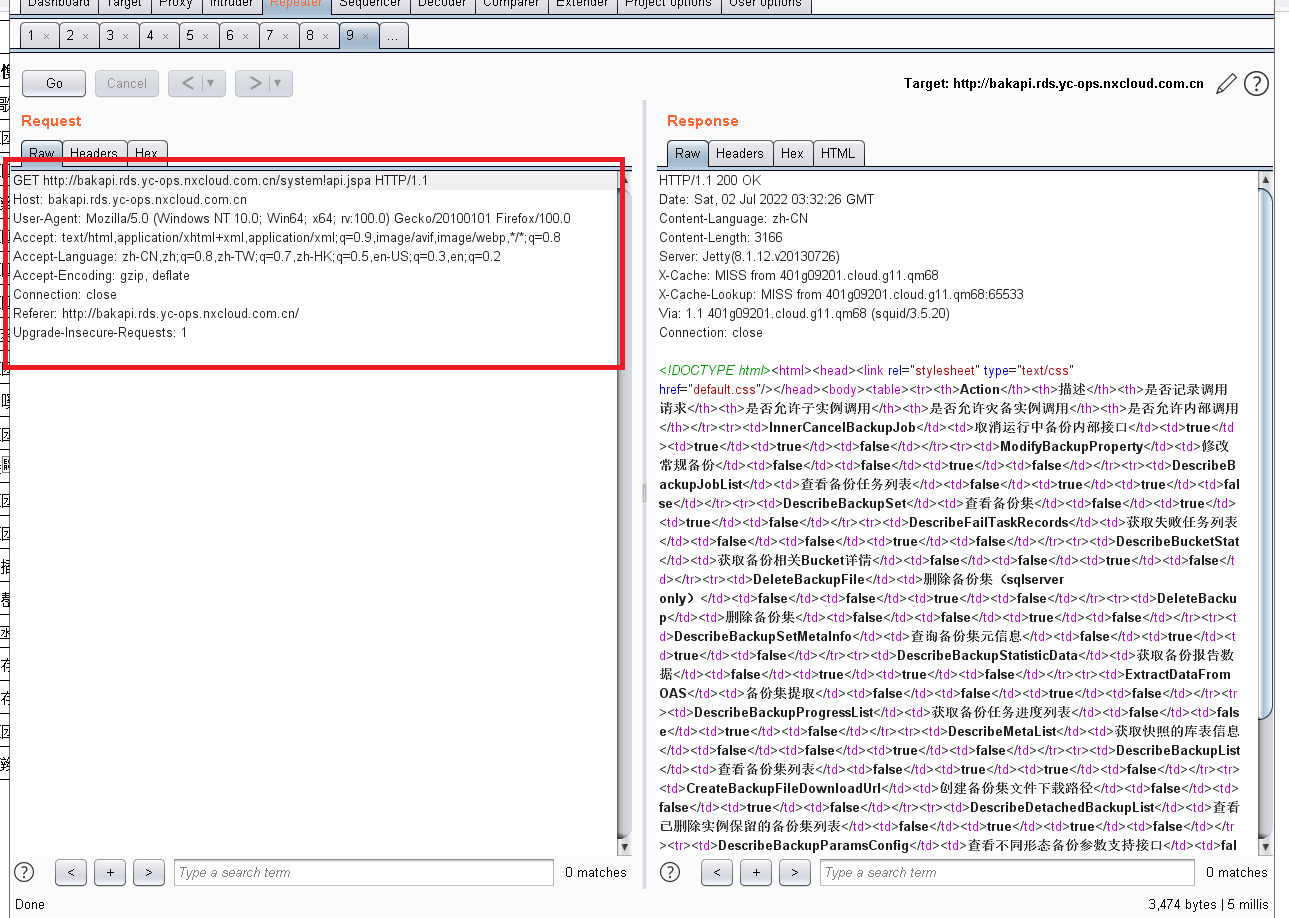 Dashboard Target Proxy Intruder Repeater Sequencer Decoder Comparer Extender Project options User options
1 × 2 × 3 × 4 × 5 × 6 × 7 × 8 × 9 × ...
Go Cancel < ▼ > ▼ Target: http://bakapi.rds.yc-ops.nxcloud.com.cn ?
Request
Raw Headers Hex
GET http://bakapi.rds.yc-ops.nxcloud.com.cn/system!api.jspa HTTP/1.1
Host: bakapi.rds.yc-ops.nxcloud.com.cn
User-Agent: Mozilla/5.0 (Windows NT 10.0; Win64; x64; rv:100.0) Gecko/20100101 Firefox/100.0
Accept: text/html,application/xhtml+xml,application/xml;q=0.9,image/avif,image/webp,*/*;q=0.8
Accept-Language: zh-CN,zh;q=0.8,zh-TW;q=0.7,zh-HK;q=0.5,en-US;q=0.3,en;q=0.2
Accept-Encoding: gzip, deflate
Connection: close
Referer: http://bakapi.rds.yc-ops.nxcloud.com.cn/
Upgrade-Insecure-Requests: 1
? < + > Type a search term 0 matches
Response
Raw Headers Hex HTML
HTTP/1.1 200 OK
Date: Sat, 02 Jul 2022 03:32:26 GMT
Content-Language: zh-CN
Content-Length: 3166
Server: Jetty(8.1.12.v20130726)
X-Cache: MISS from 401g09201.cloud.g11.qm68
X-Cache-Lookup: MISS from 401g09201.cloud.g11.qm68:65533
Via: 1.1 401g09201.cloud.g11.qm68 (squid/3.5.20)
Connection: close
<!DOCTYPE html><html><head><link rel="stylesheet" type="text/css"
href="default.css"/></head><body><table><tr><th>Action</th><th>描述</th><th>是否记录调用
请求</th><th>是否允许子实例调用</th><th>是否允许灾备实例调用</th><th>是否允许内部调用
</th></tr><tr><td>InnerCancelBackupJob</td><td>取消运行中备份内部接口</td><td>true</td
><td>true</td><td>true</td><td>false</td></tr><tr><td>ModifyBackupProperty</td><td>修改
常规备份</td><td>false</td><td>false</td><td>true</td><td>false</td></tr><tr><td>DescribeB
ackupJobList</td><td>查看备份任务列表</td><td>false</td><td>true</td><td>true</td><td>fal
se</td></tr><tr><td>DescribeBackupSet</td><td>查看备份集</td><td>false</td><td>true</td>
<td>true</td><td>false</td></tr><tr><td>DescribeFailTaskRecords</td><td>获取失败任务列表
</td><td>false</td><td>false</td><td>true</td><td>false</td></tr><tr><td>DescribeBucketStat
</td><td>获取备份相关Bucket详情</td><td>false</td><td>false</td><td>true</td><td>false</t
d></tr><tr><td>DeleteBackupFile</td><td>删除备份集（sqlserver
only）</td><td>false</td><td>false</td><td>true</td><td>false</td></tr><tr><td>DeleteBacku
p</td><td>删除备份集</td><td>false</td><td>false</td><td>true</td><td>false</td></tr><tr><t
d>DescribeBackupSetMetaInfo</td><td>查询备份集元信息</td><td>false</td><td>true</td><t
d>true</td><td>false</td></tr><tr><td>DescribeBackupStatisticData</td><td>获取备份报告数
据</td><td>false</td><td>true</td><td>true</td><td>false</td></tr><tr><td>ExtractDataFrom
OAS</td><td>备份集提取</td><td>false</td><td>false</td><td>true</td><td>false</td></tr><tr
><td>DescribeBackupProgressList</td><td>获取备份任务进度列表</td><td>false</td><td>fals
e</td><td>true</td><td>false</td></tr><tr><td>DescribeMetaList</td><td>获取快照的库表信息
</td><td>false</td><td>false</td><td>true</td><td>false</td></tr><tr><td>DescribeBackupList
</td><td>查看备份集列表</td><td>false</td><td>true</td><td>true</td><td>false</td></tr><tr>
<td>CreateBackupFileDownloadUrl</td><td>创建备份集文件下载路径</td><td>false</td><td>
false</td><td>true</td><td>false</td></tr><tr><td>DescribeDetachedBackupList</td><td>查看
已删除实例保留的备份集列表</td><td>false</td><td>true</td><td>true</td><td>false</td></tr
><tr><td>DescribeBackupParamsConfig</td><td>查看不同形态备份参数支持接口</td><td>fal
? < + > Type a search term 0 matches
Done 3,474 bytes | 5 millis